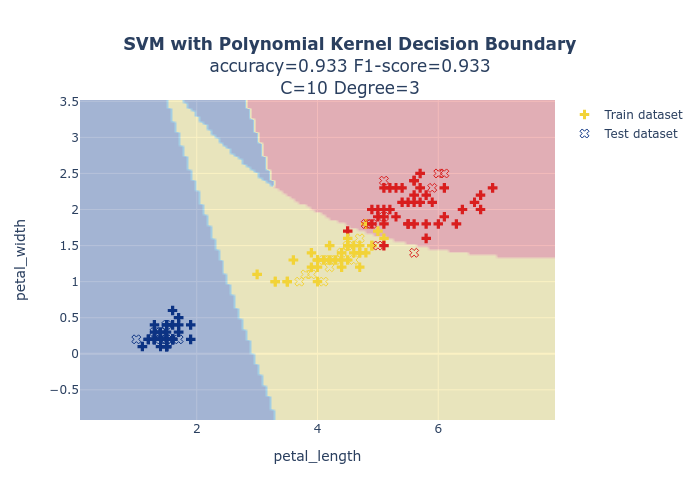 SVM with Polynomial Kernel Decision Boundary
accuracy=0.933 F1-score=0.933
C=10 Degree=3
3.5
3
2.5
2
1.5
1
0.5
0
−0.5
petal_width
2
4
6
petal_length
Train dataset
Test dataset